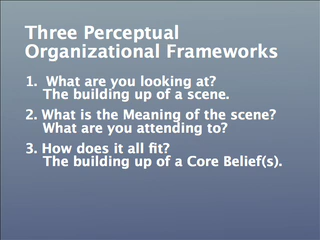 Three Perceptual
Organizational Frameworks
1. What are you looking at?
The building up of a scene.
2. What is the Meaning of the scene?
What are you attending to?
3. How does it all fit?
The building up of a Core Belief(s).